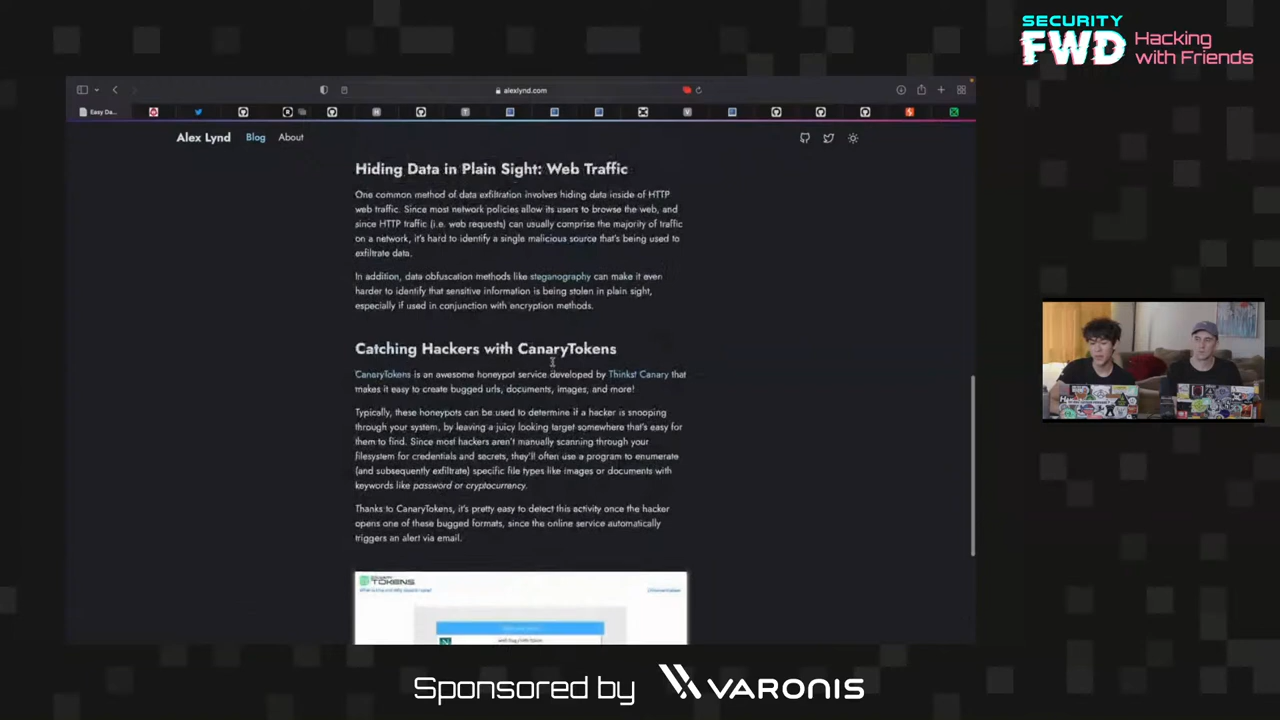 SECURITY
FWD
Hacking
with Friends
alexlynd.com
Easy Da...
Alex Lynd
Blog
About
Hiding Data in Plain Sight: Web Traffic
One common method of data exfiltration involves hiding data inside of HTTP
web traffic. Since most network policies allow its users to browse the web, and
since HTTP traffic (i.e. web requests) can usually comprise the majority of traffic
on a network, it's hard to identify a single malicious source that's being used to
exfiltrate data.
In addition, data obfuscation methods like steganography can make it even
harder to identify that sensitive information is being stolen in plain sight,
especially if used in conjunction with encryption methods.
Catching Hackers with CanaryTokens
CanaryTokens is an awesome honeypot service developed by Thinkst Canary that
makes it easy to create bugged urls, documents, images, and more!
Typically, these honeypots can be used to determine if a hacker is snooping
through your system, by leaving a juicy looking target somewhere that's easy for
them to find. Since most hackers aren't manually scanning through your
filesystem for credentials and secrets, they'll often use a program to enumerate
(and subsequently exfiltrate) specific file types like images or documents with
keywords like password or cryptocurrency.
Thanks to CanaryTokens, it's pretty easy to detect this activity once the hacker
opens one of these bugged formats, since the online service automatically
triggers an alert via email.
TOKENS
Sponsored by VARONIS